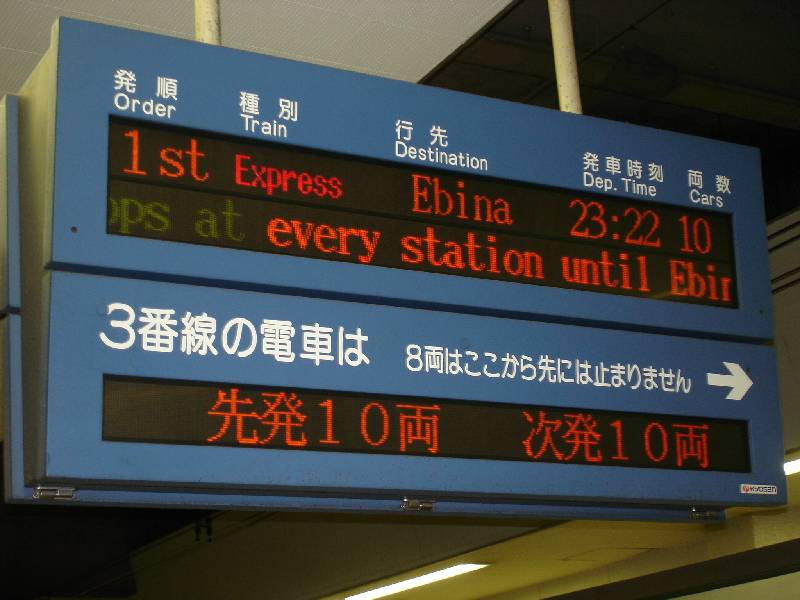 発順 種別 行先 発車時刻 両数
Order Train Destination Dep. Time Cars
1st Express Ebina 23:22 10
ops at every station until Ebin
3番線の電車は 8両はここから先には止まりません →
先発10両 次発10両
KYOSAN